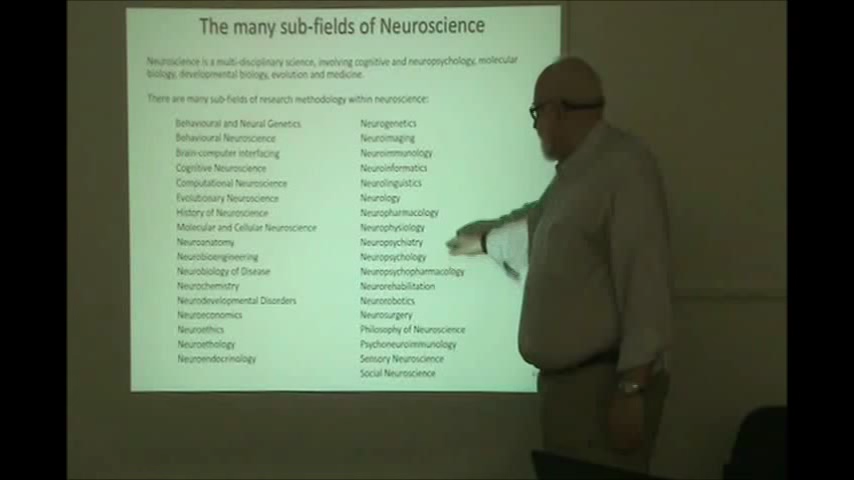 The many sub-fields of Neuroscience
Neuroscience is a multi-disciplinary science, involving cognitive and neuropsychology, molecular
biology, developmental biology, evolution and medicine.
There are many sub-fields of research methodology within neuroscience:
Behavioural and Neural Genetics
Behavioural Neuroscience
Brain-computer interfacing
Cognitive Neuroscience
Computational Neuroscience
Evolutionary Neuroscience
History of Neuroscience
Molecular and Cellular Neuroscience
Neuroanatomy
Neurobioengineering
Neurobiology of Disease
Neurochemistry
Neurodevelopmental Disorders
Neuroeconomics
Neuroethics
Neuroethology
Neuroendocrinology
Neurogenetics
Neuroimaging
Neuroimmunology
Neuroinformatics
Neurolinguistics
Neurology
Neuropharmacology
Neurophysiology
Neuropsychiatry
Neuropsychology
Neuropsychopharmacology
Neurorehabilitation
Neurorobotics
Neurosurgery
Philosophy of Neuroscience
Psychoneuroimmunology
Sensory Neuroscience
Social Neuroscience